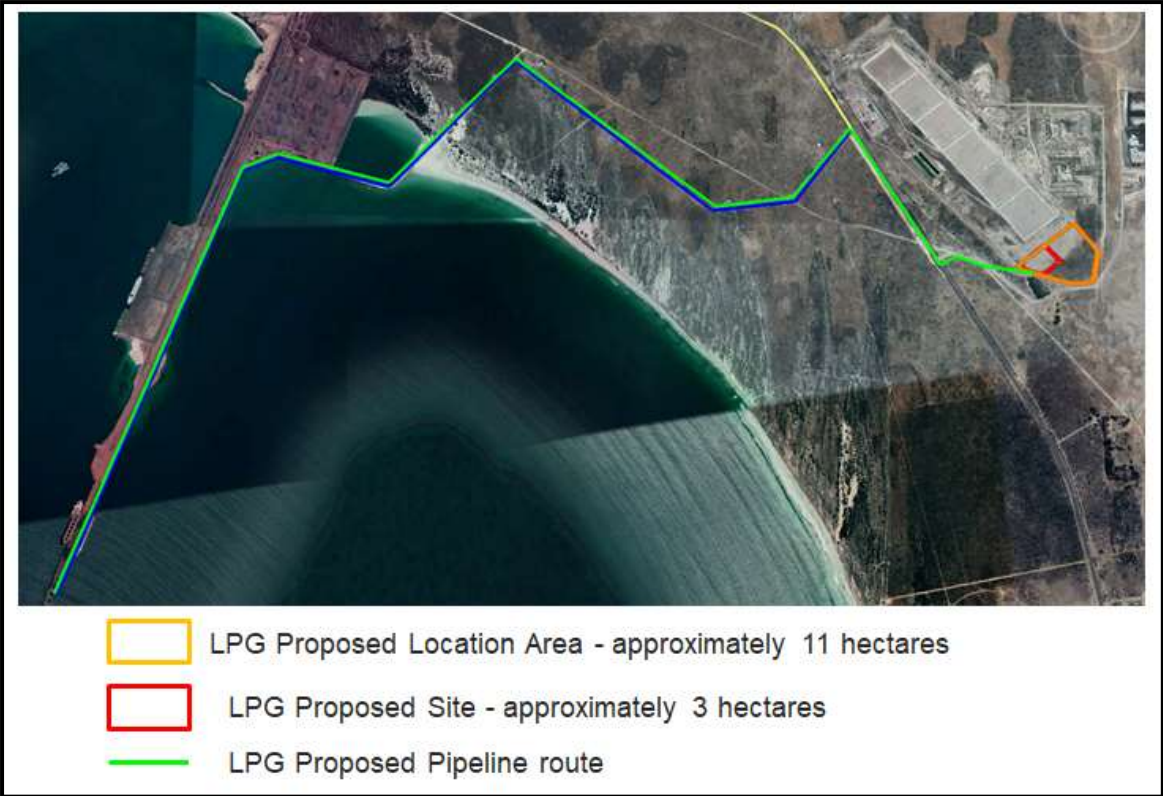 LPG Proposed Location Area - approximately 11 hectares
LPG Proposed Site - approximately 3 hectares
LPG Proposed Pipeline route